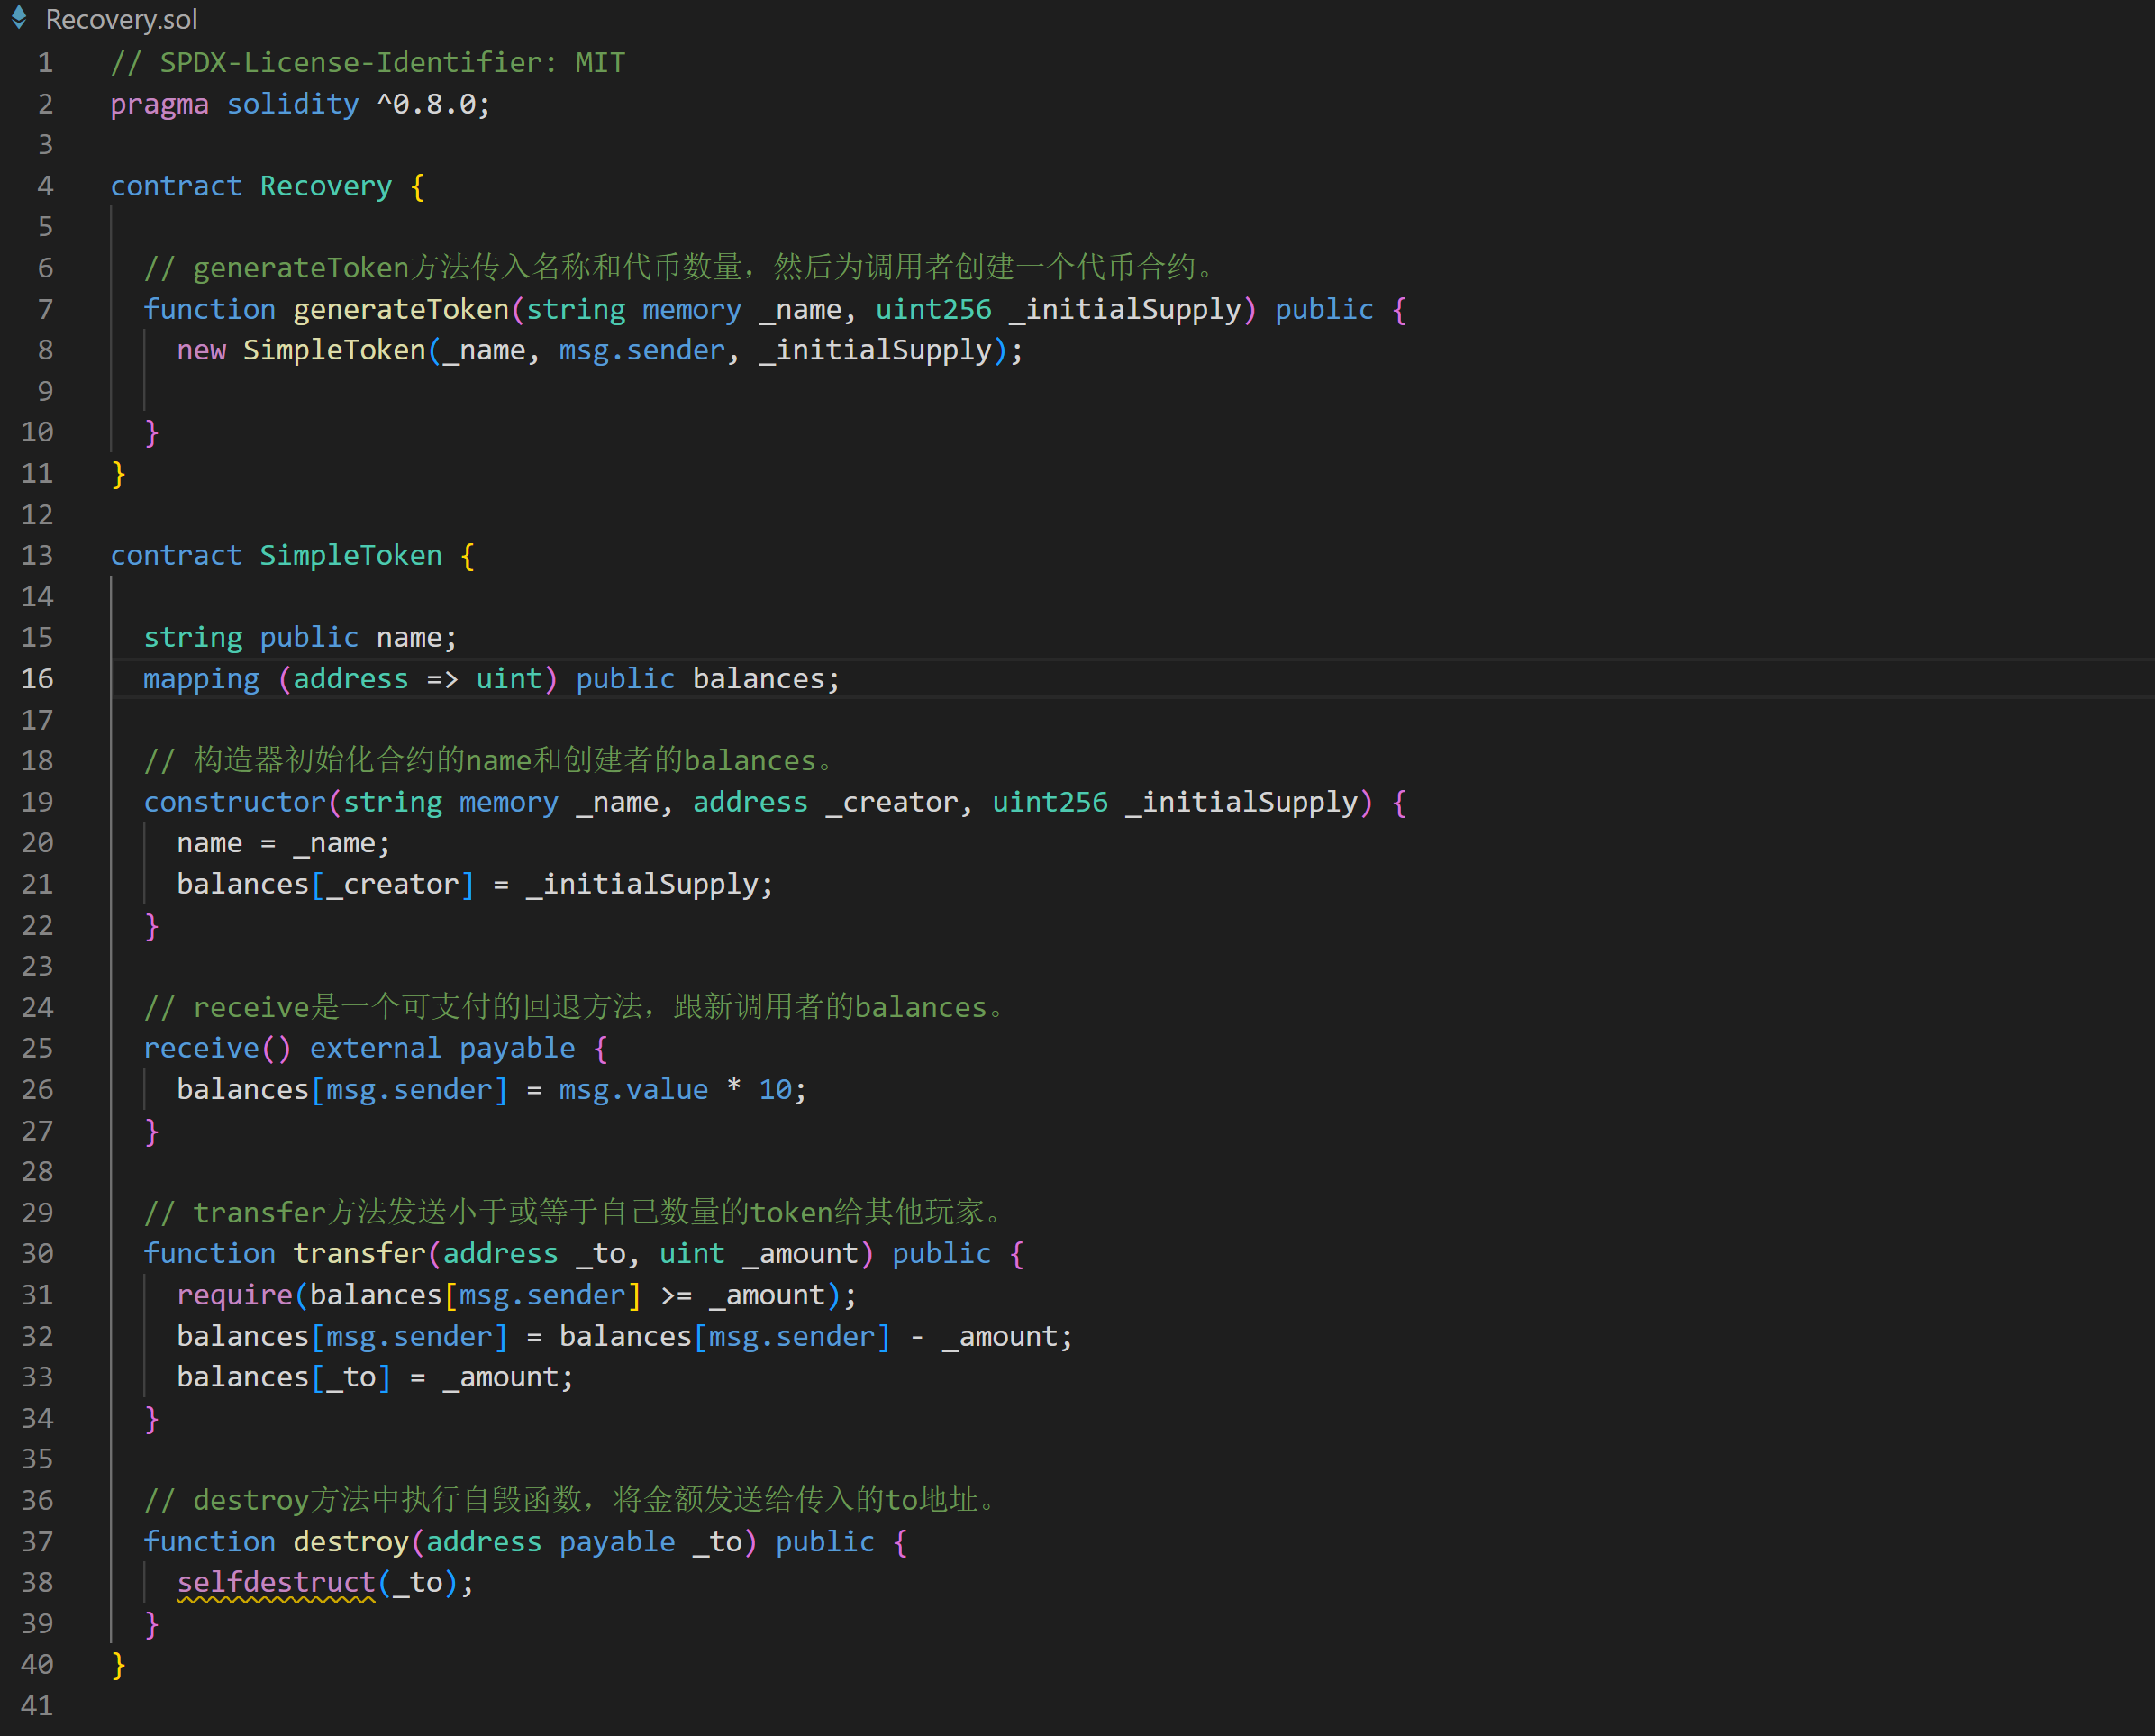 Recovery.sol
1 // SPDX-License-Identifier: MIT
2 pragma solidity ^0.8.0;
3
4 contract Recovery {
5
6   // generateToken方法传入名称和代币数量，然后为调用者创建一个代币合约。
7   function generateToken(string memory _name, uint256 _initialSupply) public {
8     new SimpleToken(_name, msg.sender, _initialSupply);
9
10   }
11 }
12
13 contract SimpleToken {
14
15   string public name;
16   mapping (address => uint) public balances;
17
18   // 构造器初始化合约的name和创建者的balances。
19   constructor(string memory _name, address _creator, uint256 _initialSupply) {
20     name = _name;
21     balances[_creator] = _initialSupply;
22   }
23
24   // receive是一个可支付的回退方法，跟新调用者的balances。
25   receive() external payable {
26     balances[msg.sender] = msg.value * 10;
27   }
28
29   // transfer方法发送小于或等于自己数量的token给其他玩家。
30   function transfer(address _to, uint _amount) public {
31     require(balances[msg.sender] >= _amount);
32     balances[msg.sender] = balances[msg.sender] - _amount;
33     balances[_to] = _amount;
34   }
35
36   // destroy方法中执行自毁函数，将金额发送给传入的to地址。
37   function destroy(address payable _to) public {
38     selfdestruct(_to);
39   }
40 }
41